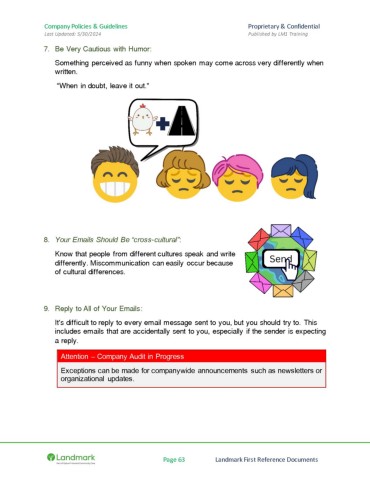 Company Policies & Guidelines Proprietary & Confidential
Last Updated: 5/30/2024 Published by LM1 Training
7. Be Very Cautious with Humor:
Something perceived as funny when spoken may come across very differently when
written.
"When in doubt, leave it out."
8. Your Emails Should Be "cross-cultural":
Know that people from different cultures speak and write
differently. Miscommunication can easily occur because
of cultural differences.
Send
9. Reply to All of Your Emails:
It's difficult to reply to every email message sent to you, but you should try to. This
includes emails that are accidentally sent to you, especially if the sender is expecting
a reply.
Attention – Company Audit in Progress
Exceptions can be made for companywide announcements such as newsletters or
organizational updates.
Landmark
Page 63 Landmark First Reference Documents